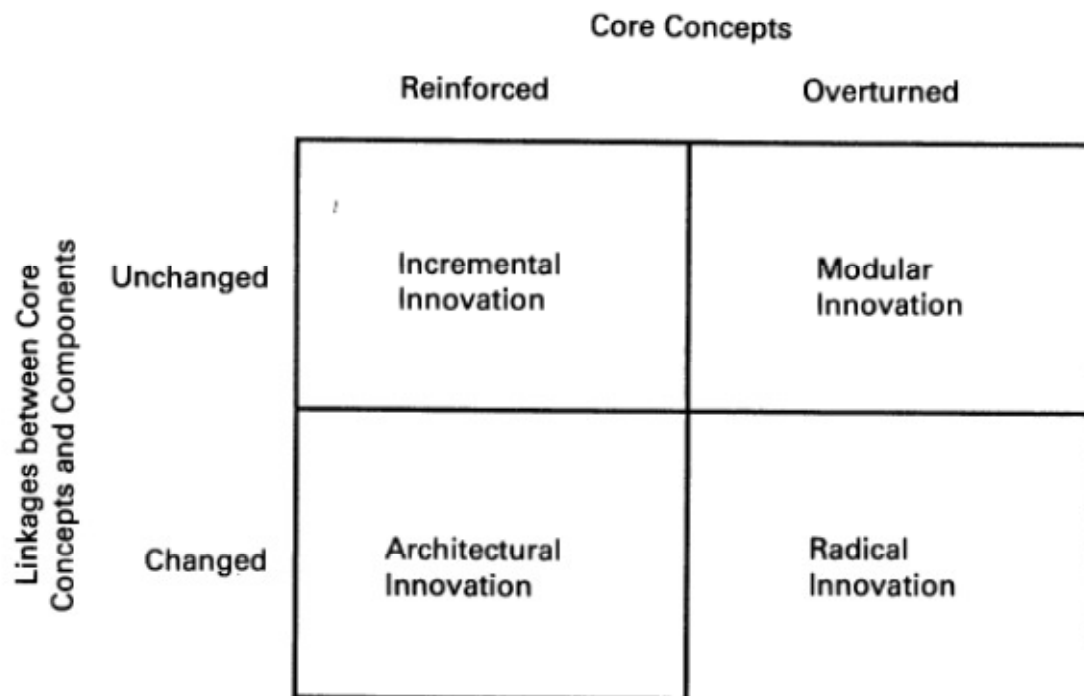 Core Concepts
Reinforced
Overturned
Linkages between Core
Concepts and Components
Unchanged
Incremental
Innovation
Modular
Innovation
Changed
Architectural
Innovation
Radical
Innovation